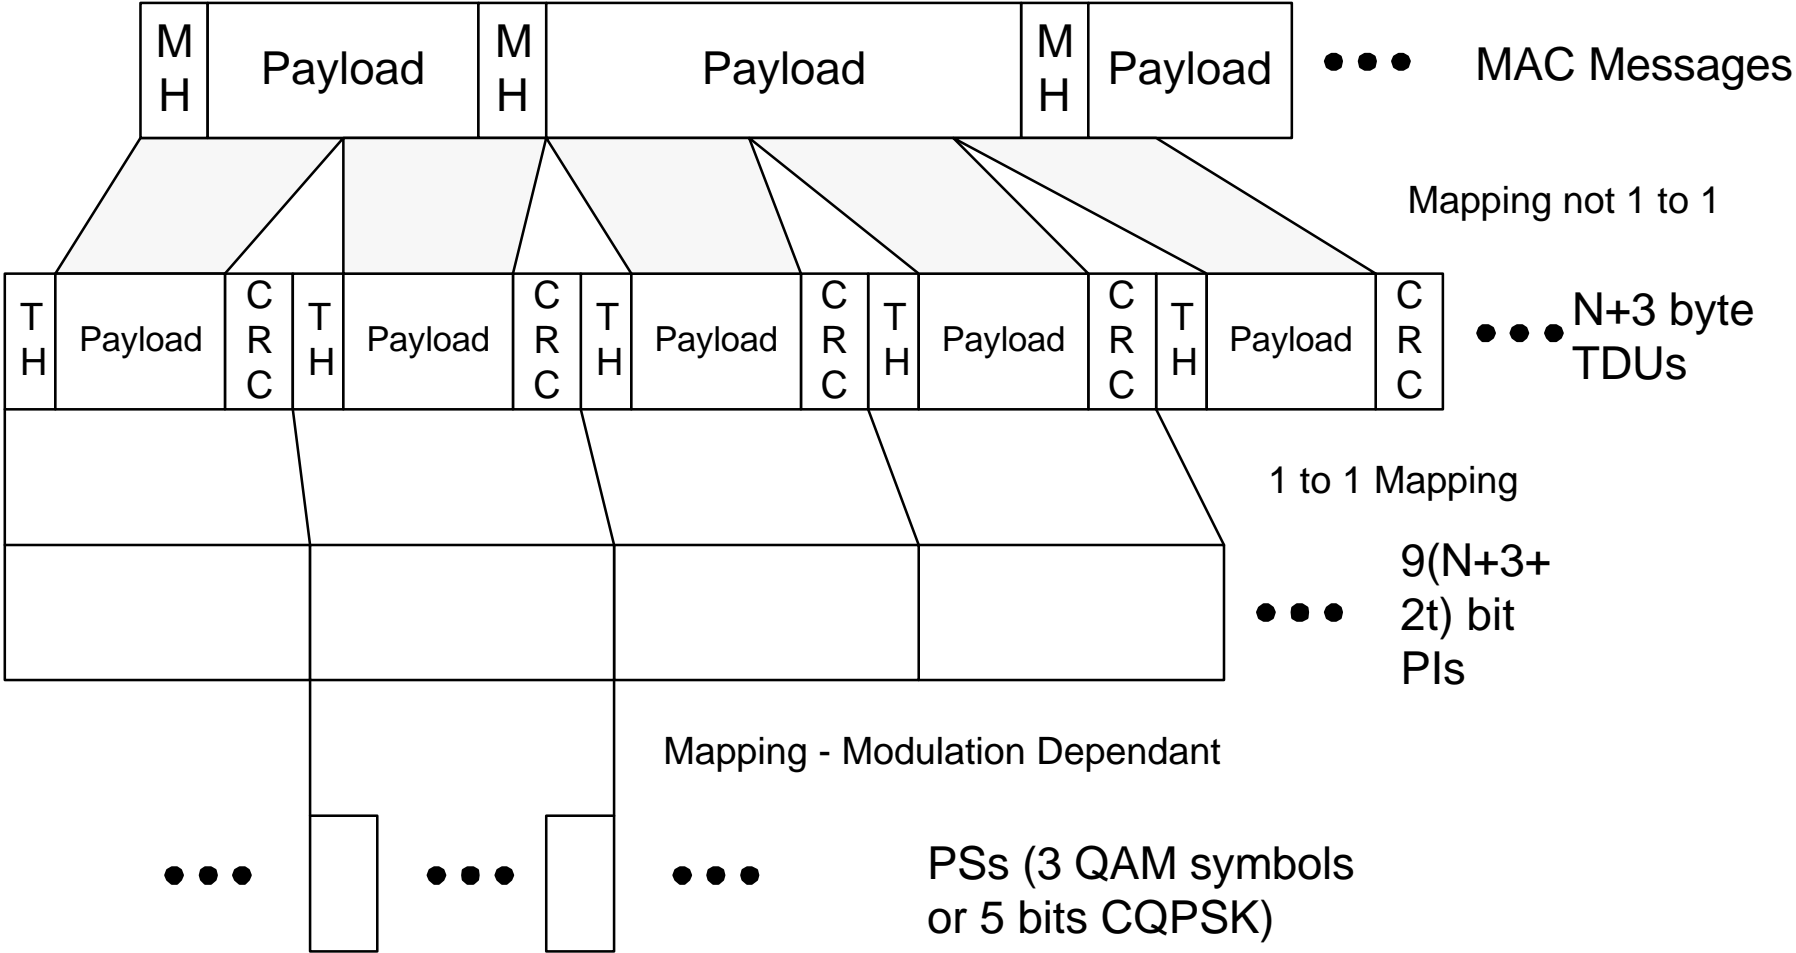 M H Payload M H Payload M H Payload ••• MAC Messages
Mapping not 1 to 1
T H Payload C R C T H Payload C R C T H Payload C R C T H Payload C R C T H Payload C R C ••• N+3 byte
TDUs
1 to 1 Mapping
9(N+3+
••• 2t) bit
PIs
Mapping - Modulation Dependant
••• ••• ••• PSs (3 QAM symbols
or 5 bits CQPSK)